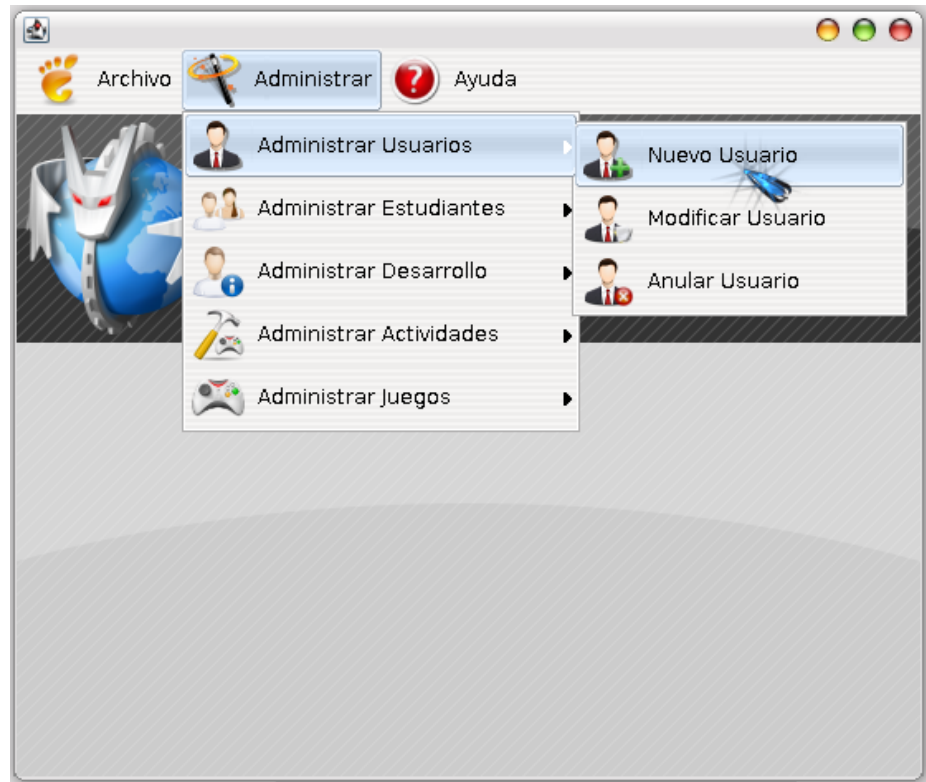 Archivo Administrar Ayuda
Administrar Usuarios
Administrar Estudiantes
Administrar Desarrollo
Administrar Actividades
Administrar Juegos
Nuevo Usuario
Modificar Usuario
Anular Usuario